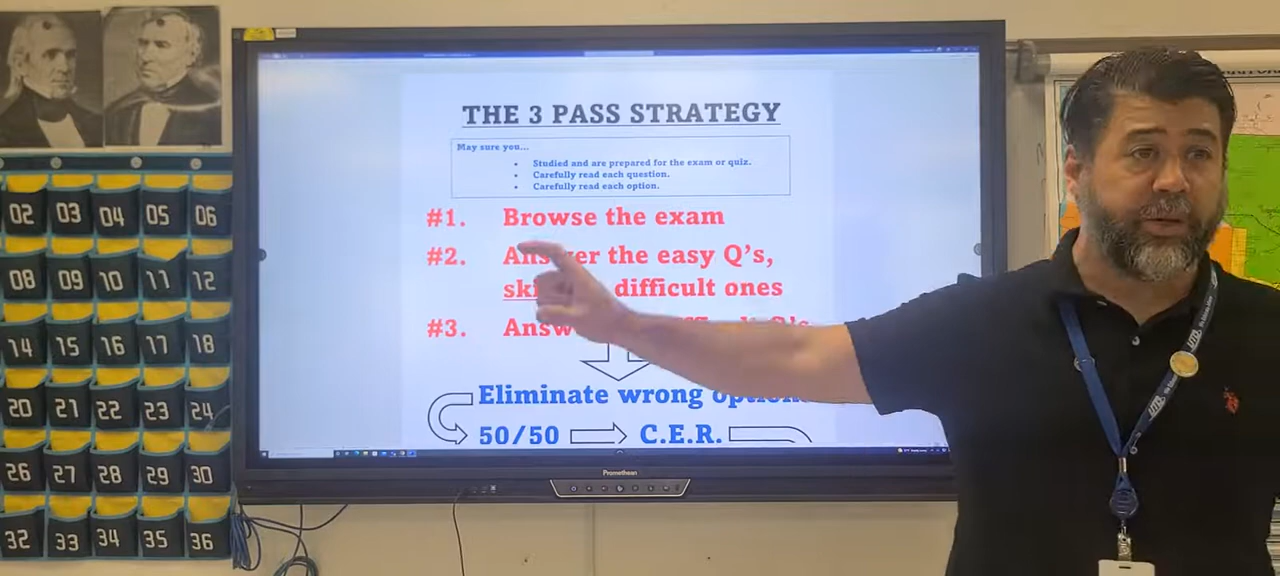 THE 3 PASS STRATEGY
May sure you...
• Studied and are prepared for the exam or quiz.
• Carefully read each question.
• Carefully read each option.
#1. Browse the exam
#2. Answer the easy Q's,
difficult ones
#3.
Eliminate wrong
50/50 C.E.R.
Promethean
02 03 04 05 06
08 09 10 11 12
14 15 16 17 18
20 21 22 23 24
26 27 28 29 30
32 33 34 35 36